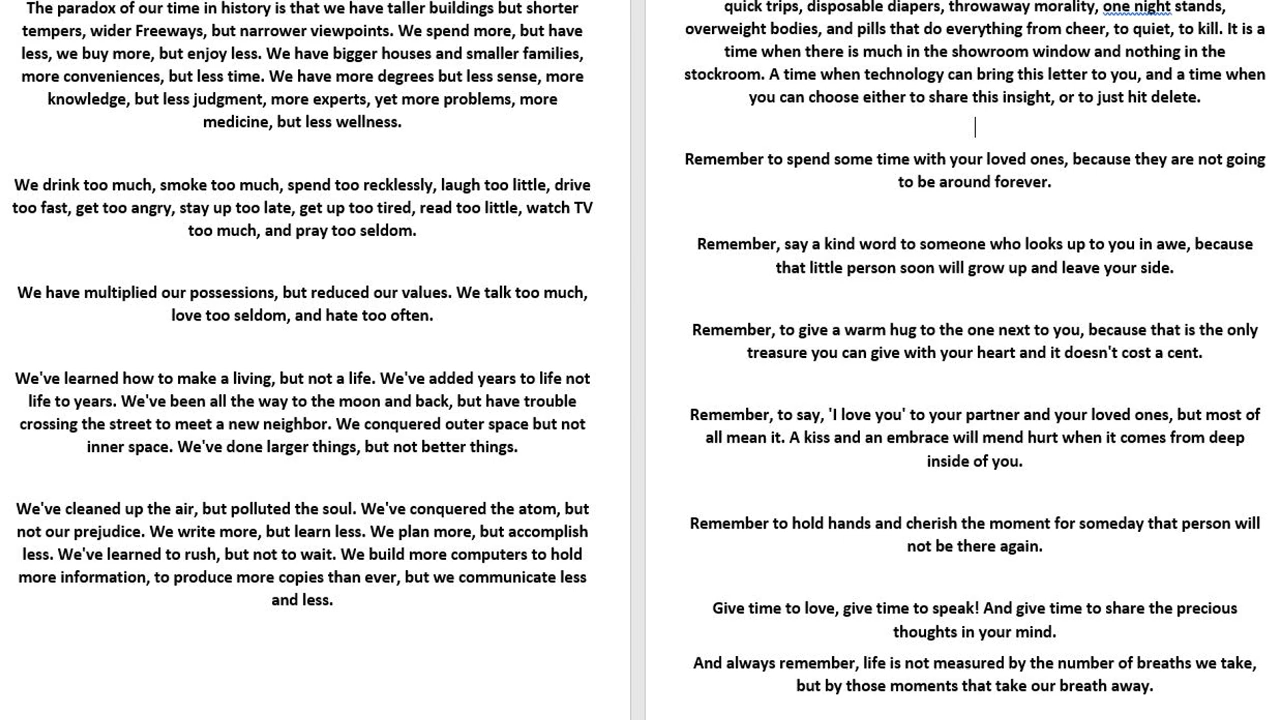 The paradox of our time in history is that we have taller buildings but shorter
tempers, wider Freeways, but narrower viewpoints. We spend more, but have
less, we buy more, but enjoy less. We have bigger houses and smaller families,
more conveniences, but less time. We have more degrees but less sense, more
knowledge, but less judgment, more experts, yet more problems, more
medicine, but less wellness.
We drink too much, smoke too much, spend too recklessly, laugh too little, drive
too fast, get too angry, stay up too late, get up too tired, read too little, watch TV
too much, and pray too seldom.
We have multiplied our possessions, but reduced our values. We talk too much,
love too seldom, and hate too often.
We've learned how to make a living, but not a life. We've added years to life not
life to years. We've been all the way to the moon and back, but have trouble
crossing the street to meet a new neighbor. We conquered outer space but not
inner space. We've done larger things, but not better things.
We've cleaned up the air, but polluted the soul. We've conquered the atom, but
not our prejudice. We write more, but learn less. We plan more, but accomplish
less. We've learned to rush, but not to wait. We build more computers to hold
more information, to produce more copies than ever, but we communicate less
and less.
quick trips, disposable diapers, throwaway morality, one night stands,
overweight bodies, and pills that do everything from cheer, to quiet, to kill. It is a
time when there is much in the showroom window and nothing in the
stockroom. A time when technology can bring this letter to you, and a time when
you can choose either to share this insight, or to just hit delete.
Remember to spend some time with your loved ones, because they are not going
to be around forever.
Remember, say a kind word to someone who looks up to you in awe, because
that little person soon will grow up and leave your side.
Remember, to give a warm hug to the one next to you, because that is the only
treasure you can give with your heart and it doesn't cost a cent.
Remember, to say, 'I love you' to your partner and your loved ones, but most of
all mean it. A kiss and an embrace will mend hurt when it comes from deep
inside of you.
Remember to hold hands and cherish the moment for someday that person will
not be there again.
Give time to love, give time to speak! And give time to share the precious
thoughts in your mind.
And always remember, life is not measured by the number of breaths we take,
but by those moments that take our breath away.